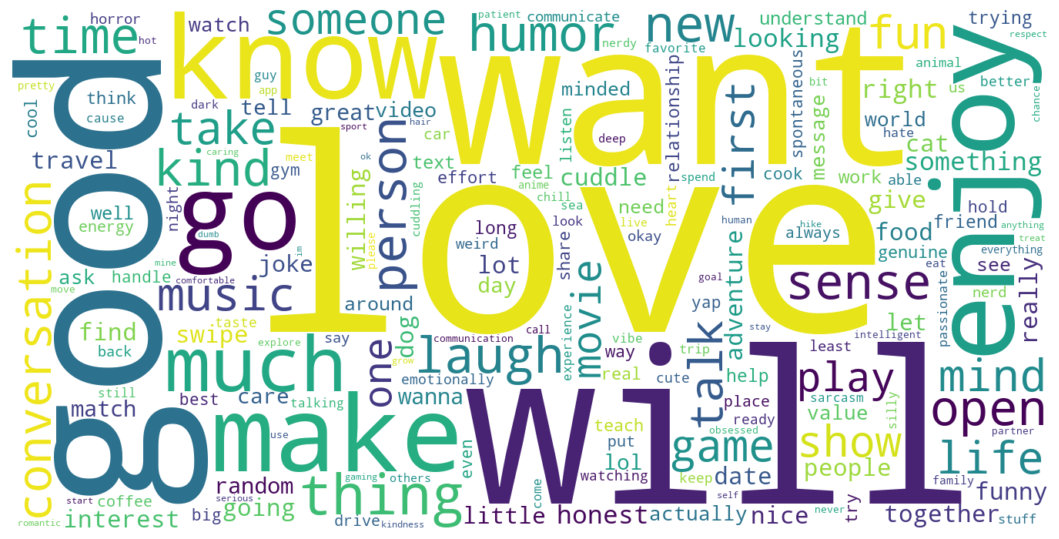 horror
hot
time
pretty
watch
someone
know
guy
app
patient
communicate
humor
nerdy
favorite
want
new
looking
understand
fun
trying
respect
animal
better
cool
think
cause
good
dark
tell
great
video
minded
relationship
spontaneous
right
us
world
hate
chance
enjoy
travel
take
kind
gym
sport
hair
car
person
listen
deep
first
message
cat
something
caring
meet
ok
text
effort
feel
anime
cuddle
cook
work
able
conversation
well
energy
night
go
dumb
cuddling
willing
please
live
chill
spend
need
heart
give
hold
friend
love
long
weird
sea
look
share
okay
human
hike
always
food
genuine
anything
treat
everything
ask
handle
mine
comfortable
im
joke
lot
day
adventure
yap
sense
see
eat
nerd
passionate
really
move
music
around
dog
movie
experience
vibe
goal
let
find
back
swipe
taste
explore
say
one
laugh
communication
call
way
real
trip
talk
stay
least
intelligent
still
much
grow
emotionally
cute
help
play
mind
match
best
care
talking
wanna
place
ready
sarcasm
silly
value
open
partner
make
use
even
will
teach
put
obsessed
game
show
people
life
random
gaming
others
lol
watching
keep
date
self
family
funny
start
coffee
romantic
interest
big
going
serious
thing
drive
kindness
little
come
honest
actually
nice
try
never
together
stuff